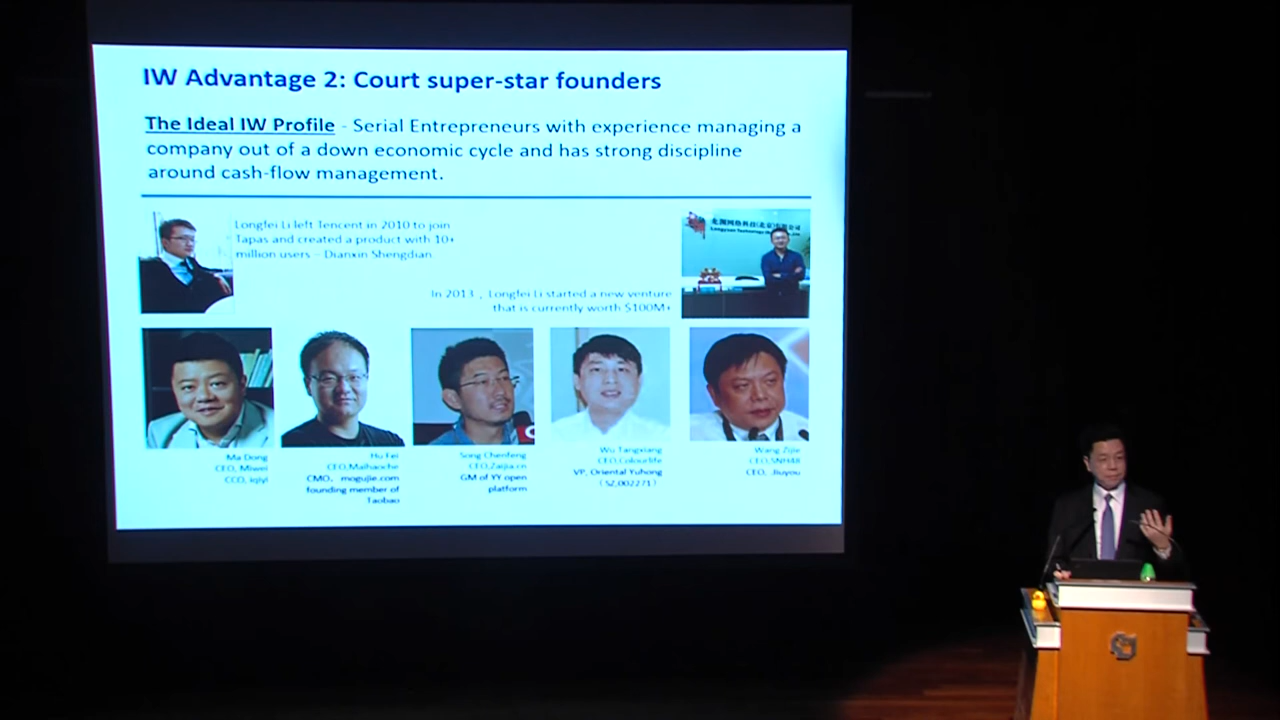 IW Advantage 2: Court super-star founders
The Ideal IW Profile - Serial Entrepreneurs with experience managing a
company out of a down economic cycle and has strong discipline
around cash-flow management.
Longfei Li left Tencent in 2010 to join
Tapas and created a product with 10+
million users – Dianxin Shengdian
In 2013 , Longfei Li started a new venture
that is currently worth $100M+
Ma Dong
CEO, Miwei
CCO, iqiyi
Hu Fei
CEO,Maihaoche
CMO, mogujie.com
founding member of
Taobao
Song Chenfeng
CEO,Zaijia.cn
GM of YY open
platform
Wu Tangxiang
CEO,Colourlife
VP, Oriental Yuhong
(SZ,002271)
Wang Zijie
CEO,SNH48
CEO, Jiuyou